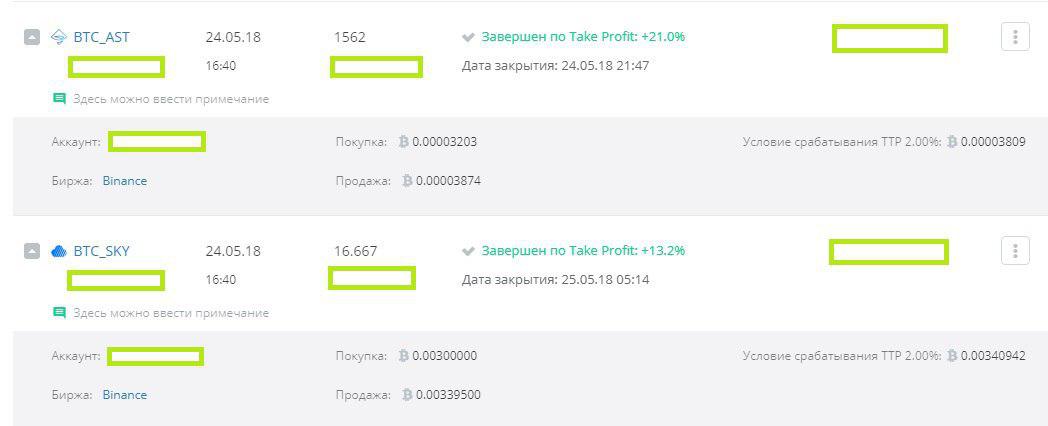 BTC_AST 24.05.18 1562 Завершен по Take Profit: +21.0%
16:40 Дата закрытия: 24.05.18 21:47
Здесь можно ввести примечание
Аккаунт: Покупка: 0.00003203 Условие срабатывания TTP 2.00%: 0.00003809
Биржа: Binance Продажа: 0.00003874
BTC_SKY 24.05.18 16.667 Завершен по Take Profit: +13.2%
16:40 Дата закрытия: 25.05.18 05:14
Здесь можно ввести примечание
Аккаунт: Покупка: 0.00300000 Условие срабатывания TTP 2.00%: 0.00340942
Биржа: Binance Продажа: 0.00339500